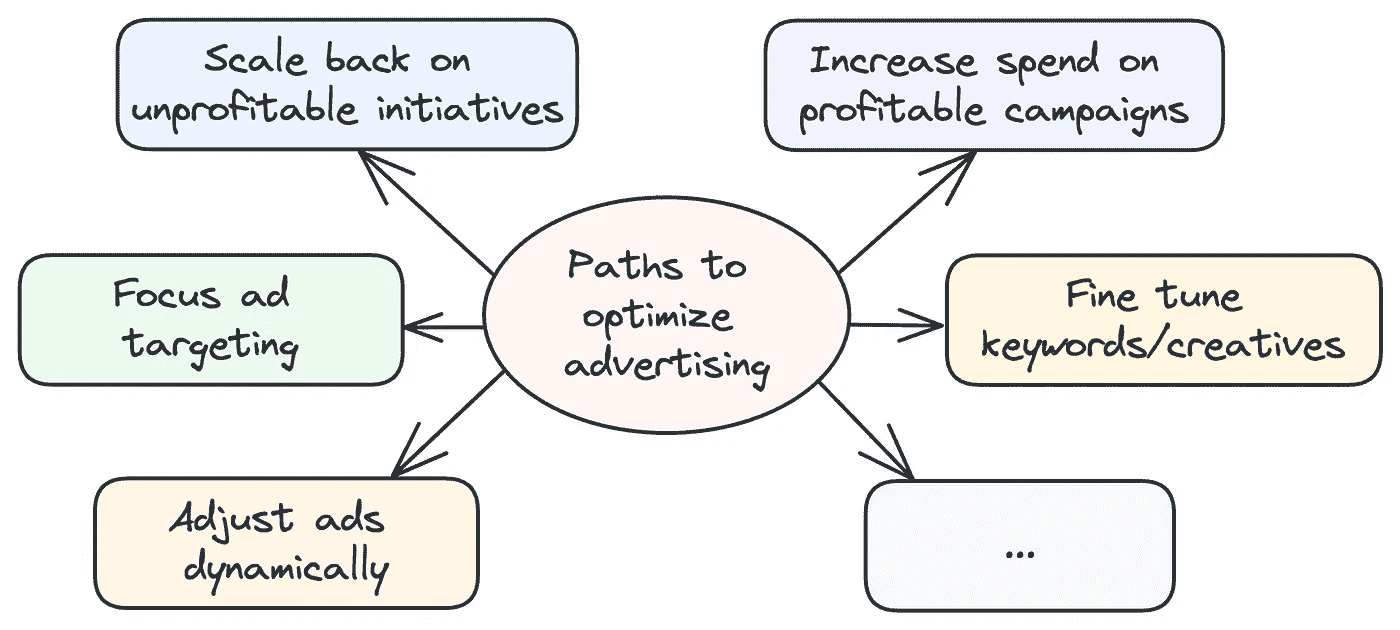 Scale back on
unprofitable initiatives
Increase spend on
profitable campaigns
Paths to
optimize
advertising
Focus ad
targeting
Fine tune
keywords/creatives
Adjust ads
dynamically
...